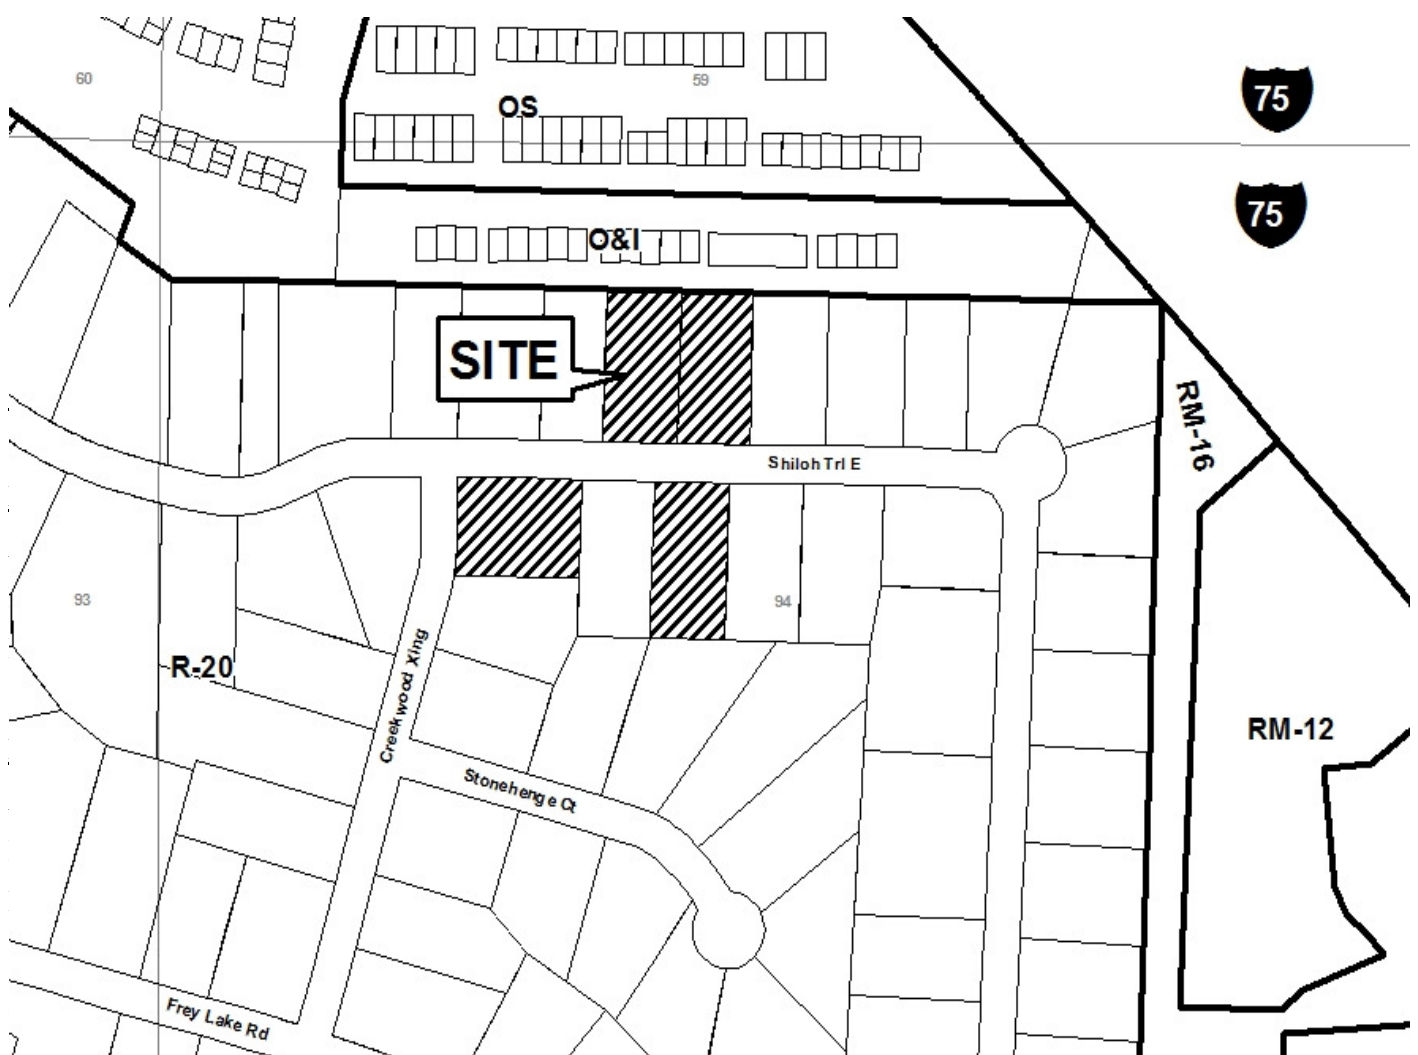 60
59
OS
75
75
O&I
SITE
RM-16
Shiloh Trl E
93
94
R-20
Creekwood Xing
RM-12
Stonehenge Ct
Frey Lake Rd